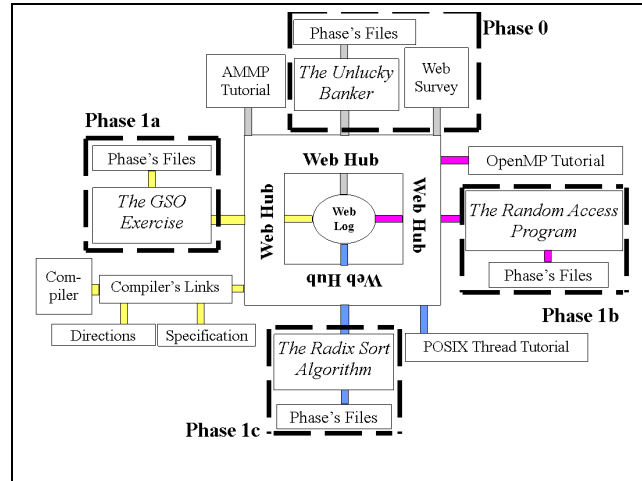 Phase 0
Phase's Files
AMMP
Tutorial
The Unlucky
Banker
Web
Survey
Phase 1a
Phase's Files
The GSO
Exercise
Web Hub
OpenMP Tutorial
Web Hub
Web
Log
Web Hub
The Random Access
Program
Phase's Files
Phase 1b
Web Hub
Com-
piler
Compiler's Links
Directions
Specification
The Radix Sort
Algorithm
POSIX Thread Tutorial
Phase's Files
Phase 1c